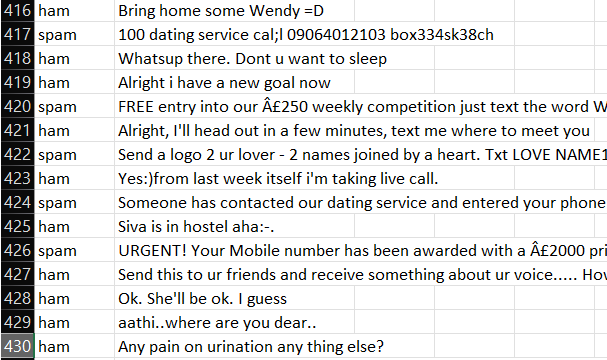 416 ham Bring home some Wendy =D
417 spam 100 dating service cal;l 09064012103 box334sk38ch
418 ham Whatsup there. Dont u want to sleep
419 ham Alright i have a new goal now
420 spam FREE entry into our Â£250 weekly competition just text the word W
421 ham Alright, I'll head out in a few minutes, text me where to meet you
422 spam Send a logo 2 ur lover - 2 names joined by a heart. Txt LOVE NAME1
423 ham Yes:)from last week itself i'm taking live call.
424 spam Someone has contacted our dating service and entered your phone
425 ham Siva is in hostel aha:-.
426 spam URGENT! Your Mobile number has been awarded with a Â£2000 pri
427 ham Send this to ur friends and receive something about ur voice..... How
428 ham Ok. She'll be ok. I guess
429 ham aathi..where are you dear..
430 ham Any pain on urination any thing else?